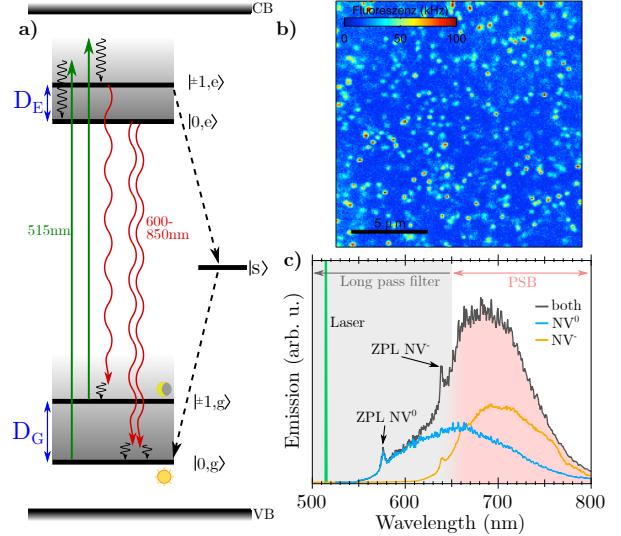 a)
CB
|±1,e⟩
D_E
|0,e⟩
515nm
600-
850nm
|s⟩
|±1,g⟩
D_G
|0,g⟩
VB
b)
Fluoreszenz (kHz)
0 50 100
5 µm
c)
Long pass filter PSB
both
NV⁰
NV⁻
Laser
ZPL NV⁻
ZPL NV⁰
Emission (arb. u.)
500 600 700 800
Wavelength (nm)